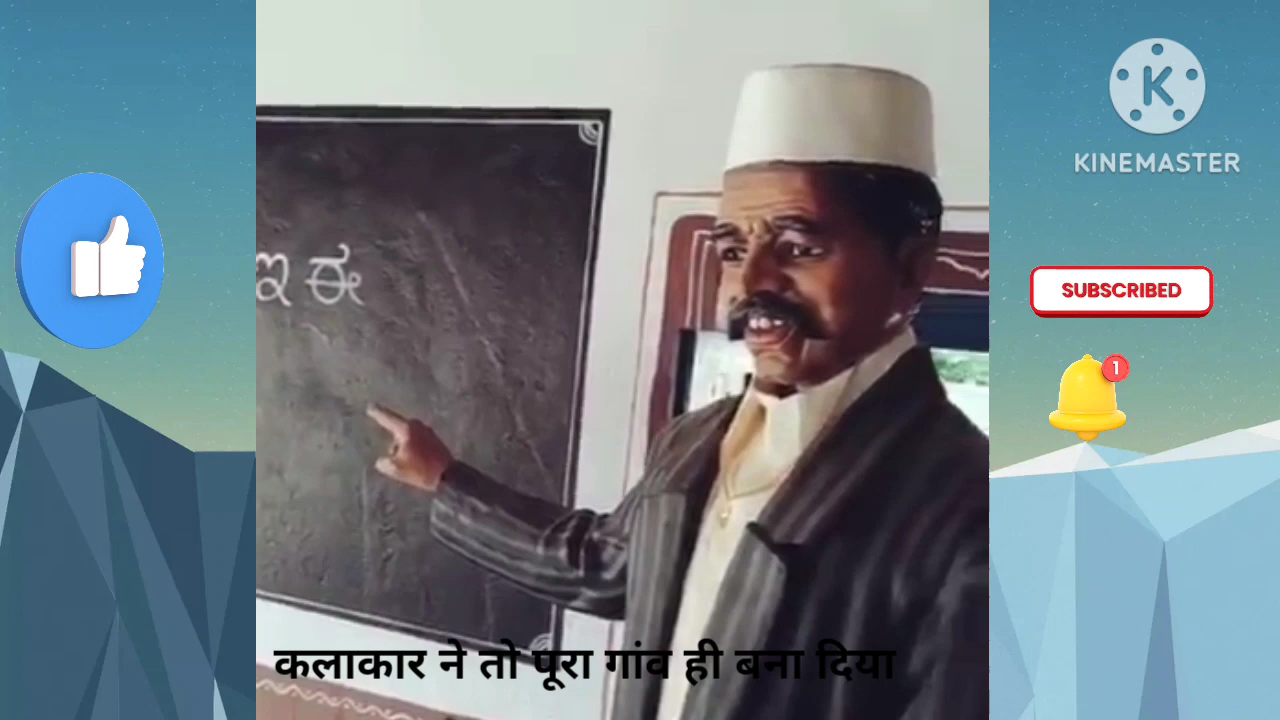 KINEMASTER
ಇ ಈ
SUBSCRIBED
1
कलाकार ने तो पूरा गांव ही बना दिया